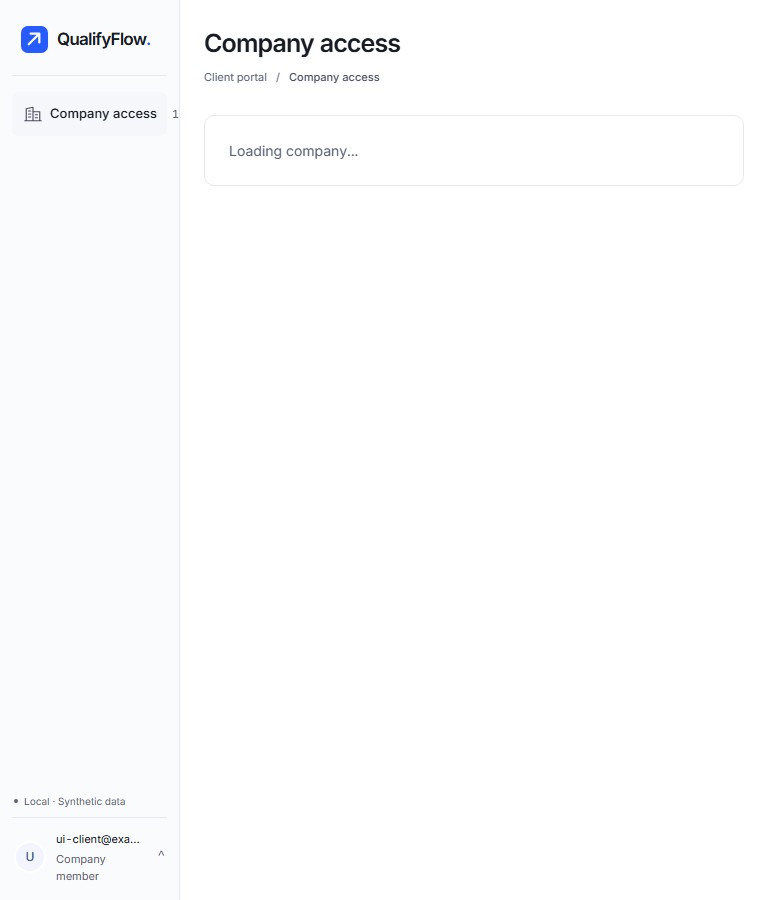 QualifyFlow.
Company access 1
Local · Synthetic data
U
ui-client@exa...
Company
member
^
Company access
Client portal / Company access
Loading company...